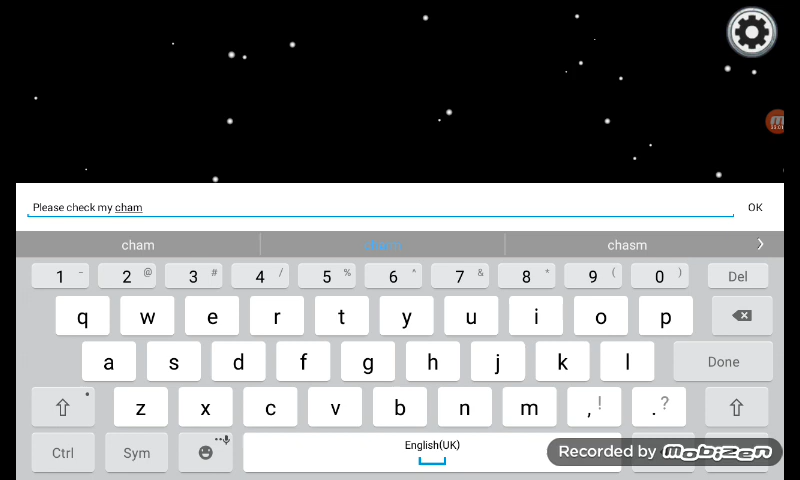 Please check my cham
OK
cham
chasm
1 - 2 @ 3 # 4 / 5 % 6 ^ 7 & 8 * 9 ( 0 ) Del
q w e r t y u i o p
a s d f g h j k l Done
z x c v b n m , ! . ?
Ctrl Sym English(UK)
Recorded by mobizen